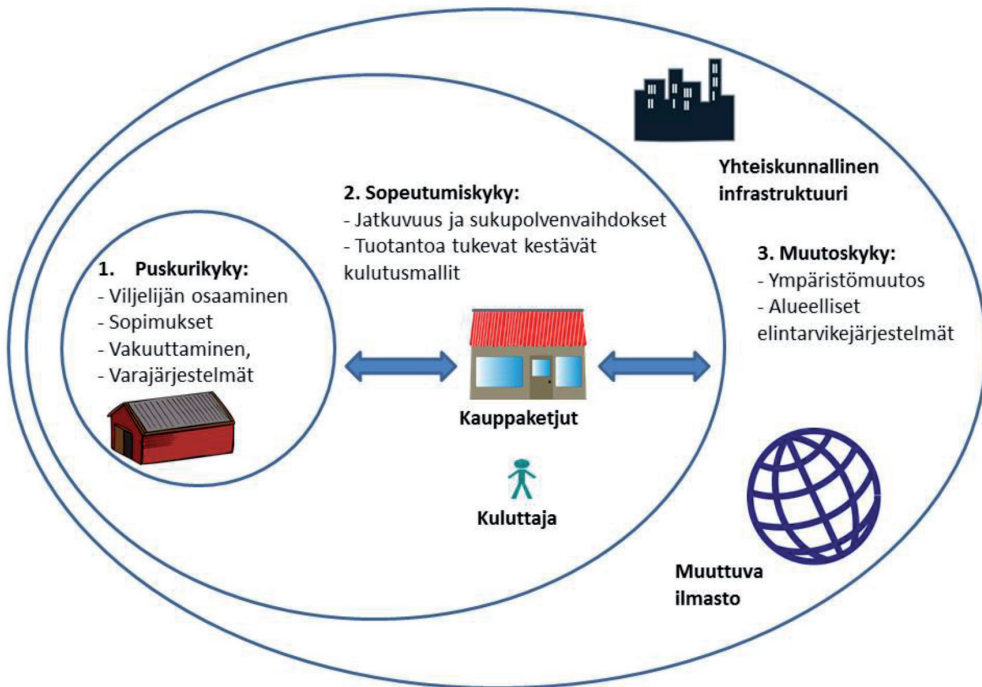 1. Puskurikyky:
- Viljelijän osaaminen
- Sopimukset
- Vakuuttaminen,
- Varajärjestelmät
2. Sopeutumiskyky:
- Jatkuvuus ja sukupolvenvaihdokset
- Tuotantoa tukevat kestävät
kulutusmallit
Kauppaketjut
Kuluttaja
Yhteiskunnallinen
infrastruktuuri
3. Muutoskyky:
- Ympäristömuutos
- Alueelliset
elintarvikejärjestelmät
Muuttuva
ilmasto